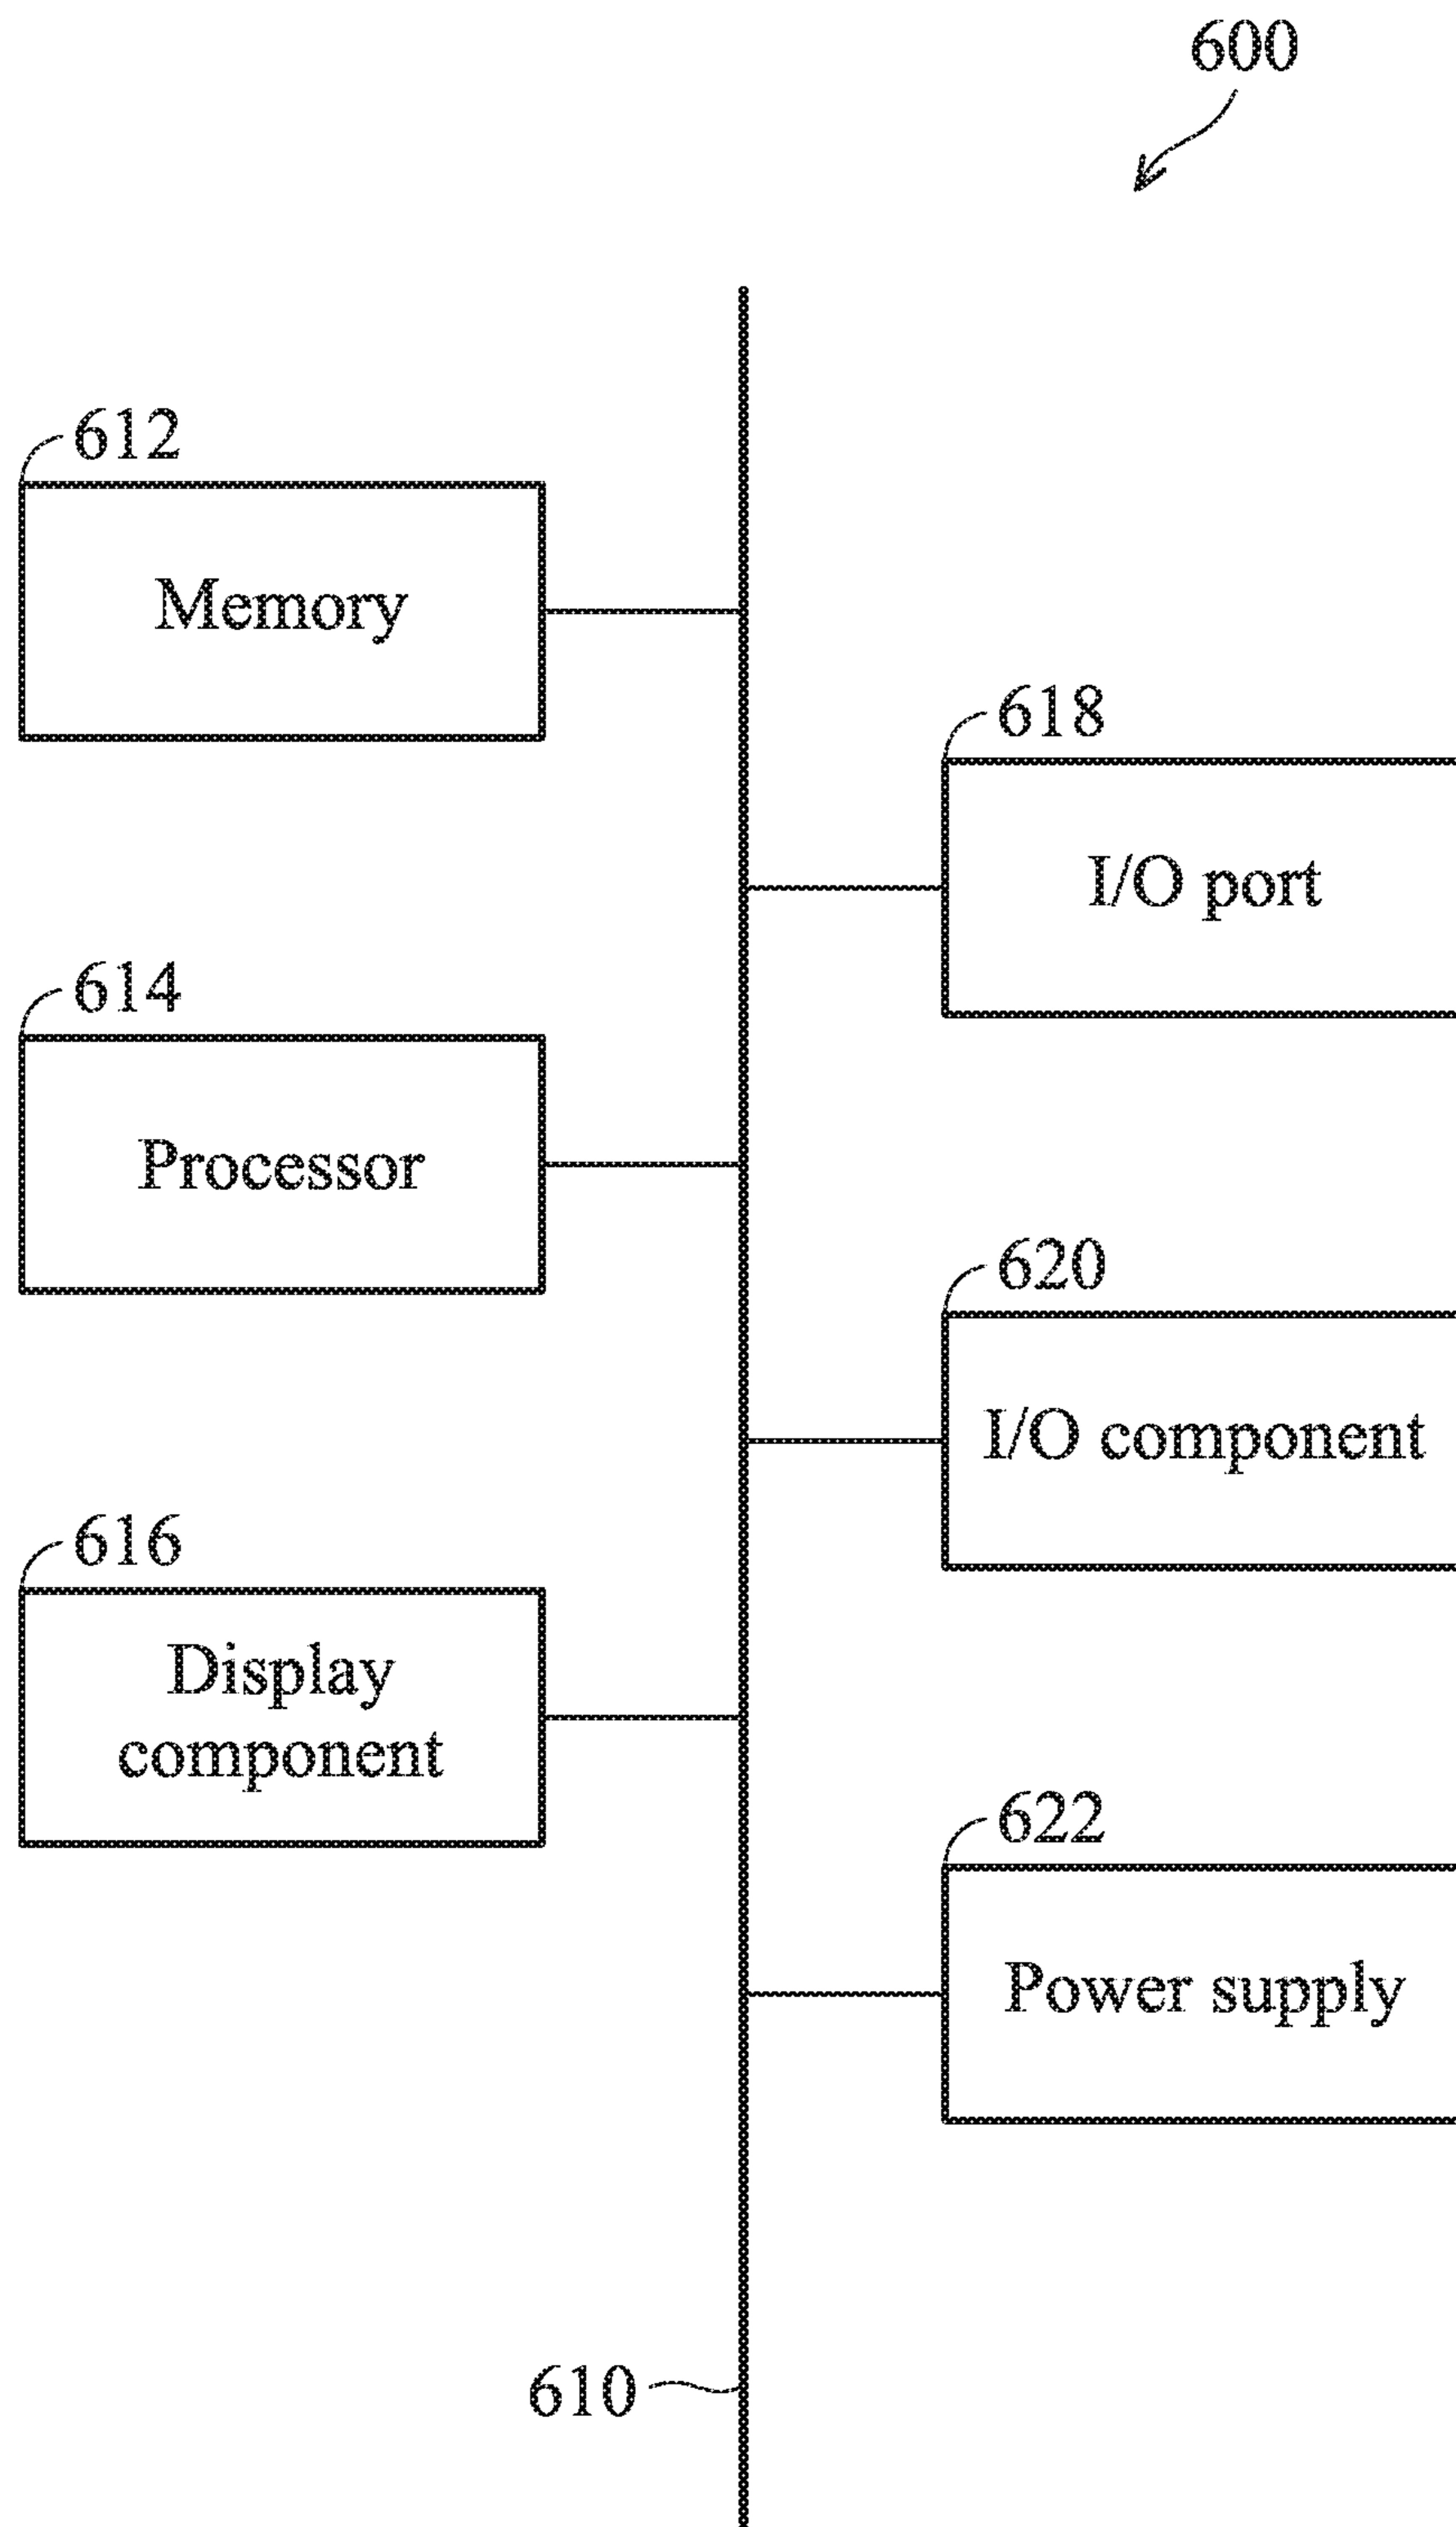 600
612
Memory
618
I/O port
614
Processor
620
I/O component
616
Display
component
622
Power supply
610